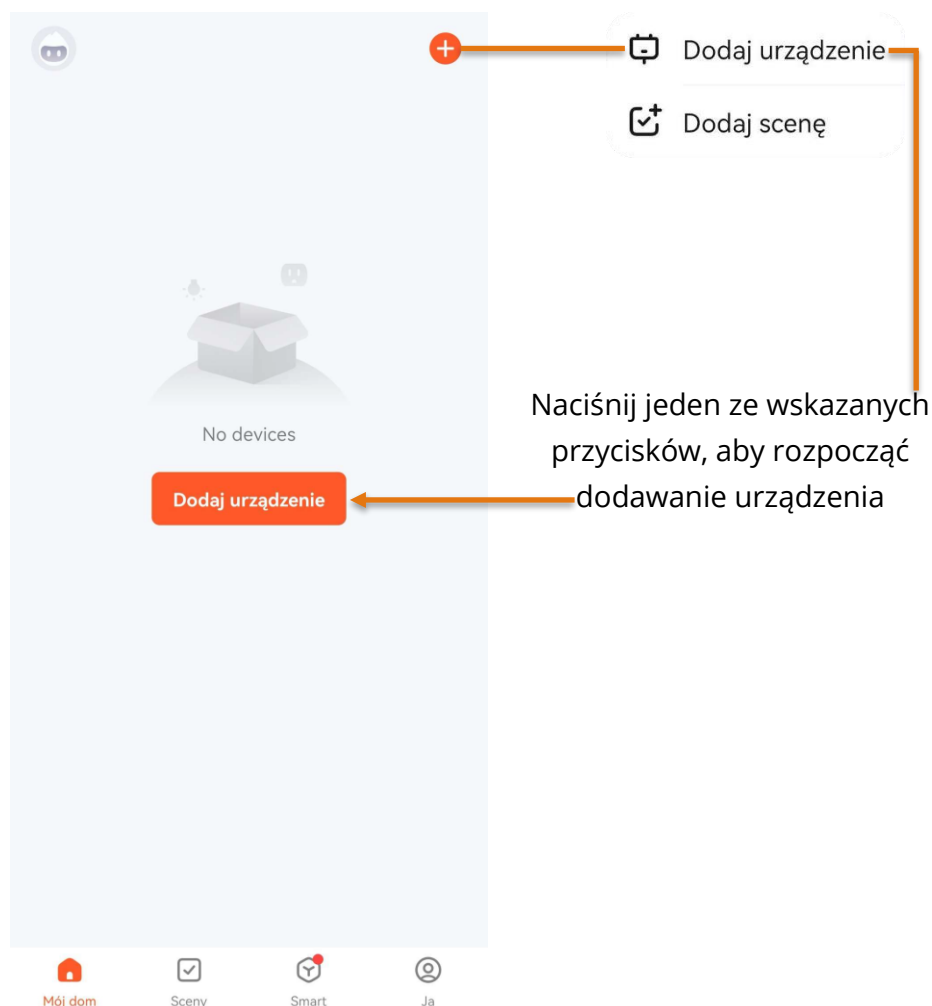 Dodaj urządzenie
Dodaj scenę
No devices
Dodaj urządzenie
Naciśnij jeden ze wskazanych
przycisków, aby rozpocząć
dodawanie urządzenia
Mój dom
Sceny
Smart
Ja